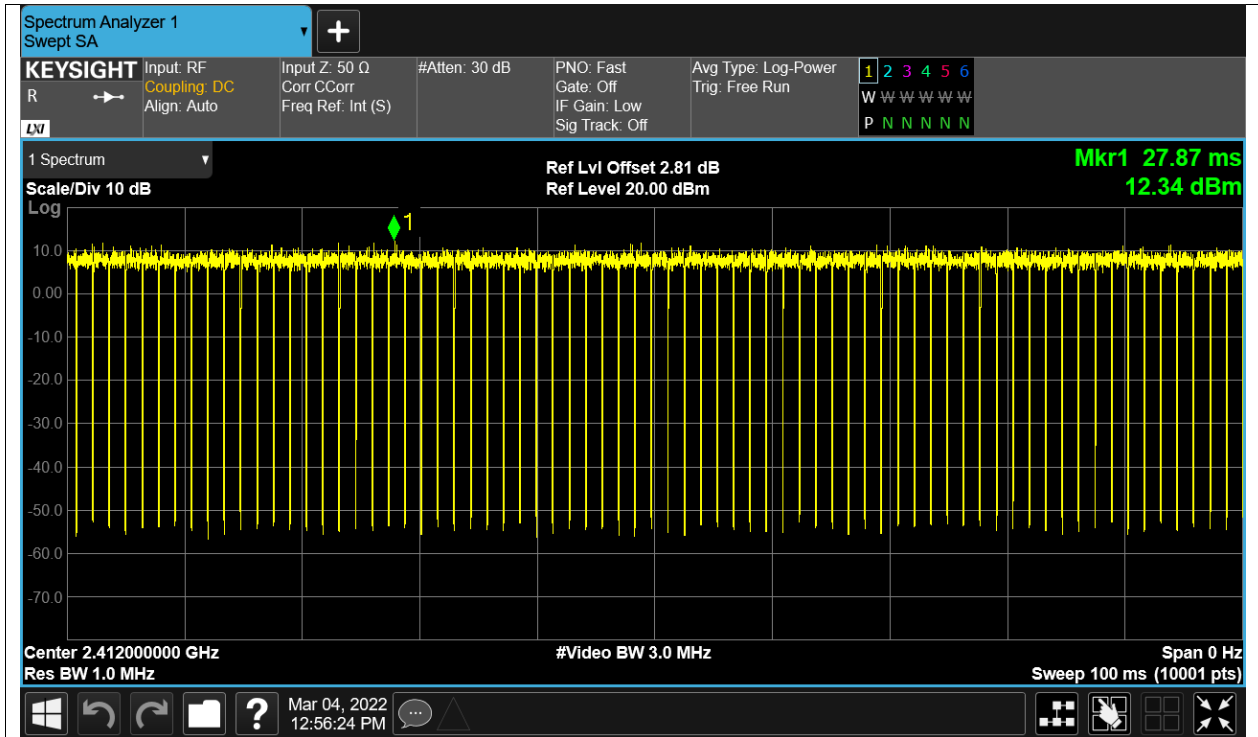 Spectrum Analyzer 1
Swept SA
+
KEYSIGHT
R
LXI
Input: RF
Coupling: DC
Align: Auto
Input Z: 50 Ω
Corr CCorr
Freq Ref: Int (S)
#Atten: 30 dB
PNO: Fast
Gate: Off
IF Gain: Low
Sig Track: Off
Avg Type: Log-Power
Trig: Free Run
1 2 3 4 5 6
W W W W W W
P N N N N N
1 Spectrum
Scale/Div 10 dB
Log
Ref Lvl Offset 2.81 dB
Ref Level 20.00 dBm
Mkr1 27.87 ms
12.34 dBm
1
10.0
0.00
-10.0
-20.0
-30.0
-40.0
-50.0
-60.0
-70.0
Center 2.412000000 GHz
Res BW 1.0 MHz
#Video BW 3.0 MHz
Span 0 Hz
Sweep 100 ms (10001 pts)
?
Mar 04, 2022
12:56:24 PM